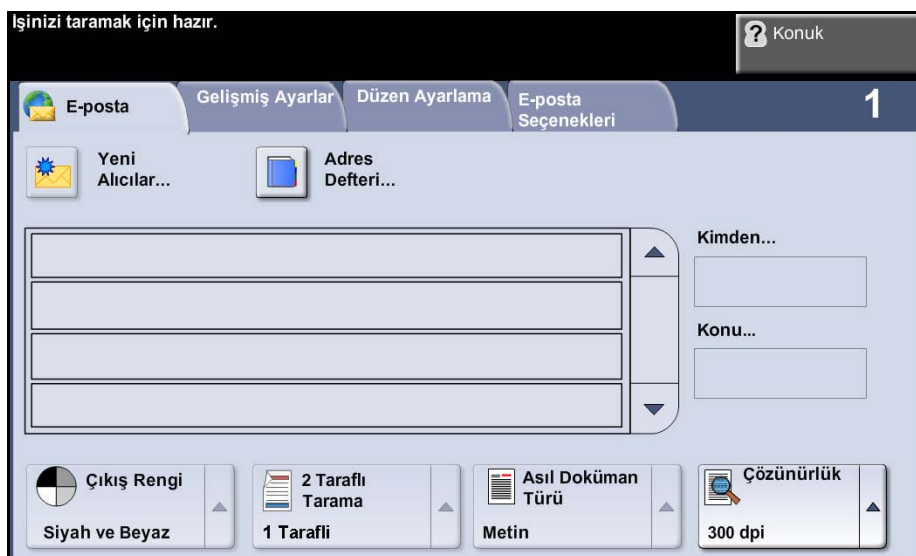 İşinizi taramak için hazır.
? Konuk
E-posta
Gelişmiş Ayarlar
Düzen Ayarlama
E-posta
Seçenekleri
1
Yeni
Alıcılar...
Adres
Defteri...
Kimden...
Konu...
Çıkış Rengi
Siyah ve Beyaz
2 Taraflı
Tarama
1 Tarafli
Asıl Doküman
Türü
Metin
Çözünürlük
300 dpi